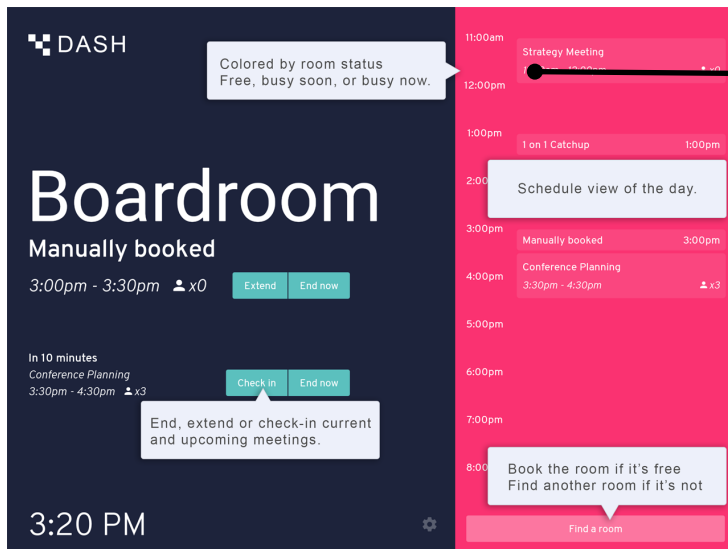 DASH
Colored by room status
Free, busy soon, or busy now.
Boardroom
Manually booked
3:00pm - 3:30pm x0
Extend
End now
In 10 minutes
Conference Planning
3:30pm - 4:30pm x3
Check in
End now
End, extend or check-in current
and upcoming meetings.
3:20 PM
11:00am
Strategy Meeting
x0
12:00pm
1:00pm
1 on 1 Catchup 1:00pm
Schedule view of the day.
3:00pm
Manually booked 3:00pm
Conference Planning
4:00pm
3:30pm - 4:30pm x3
5:00pm
6:00pm
7:00pm
Book the room if it's free
Find another room if it's not
Find a room